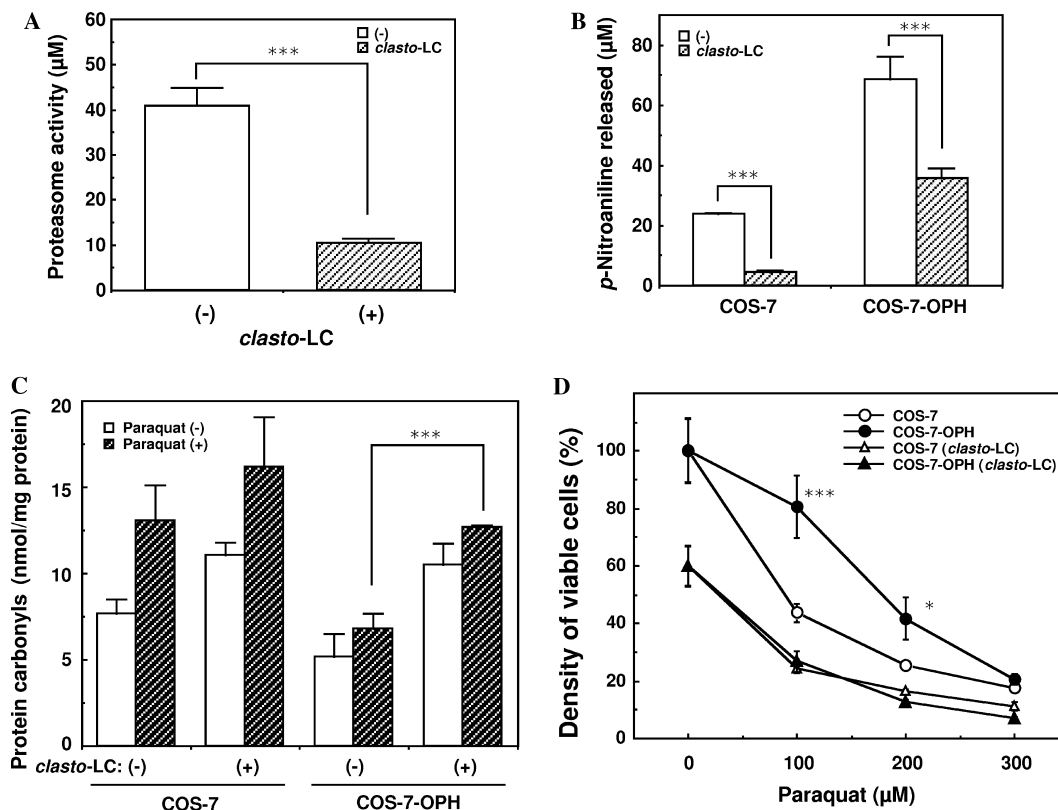 A
Proteasome activity (µM)
60
50
40
30
20
10
0
(-)
clasto-LC
***
(-)
(+)
clasto-LC
B
p-Nitroaniline released (µM)
80
60
40
20
0
(-)
clasto-LC
***
***
COS-7
COS-7-OPH
C
Protein carbonyls (nmol/mg protein)
20
15
10
5
0
Paraquat (-)
Paraquat (+)
***
clasto-LC: (-)
(+)
(-)
(+)
COS-7
COS-7-OPH
D
Density of viable cells (%)
100
80
60
40
20
0
COS-7
COS-7-OPH
COS-7 (clasto-LC)
COS-7-OPH (clasto-LC)
***
*
0
100
200
300
Paraquat (µM)